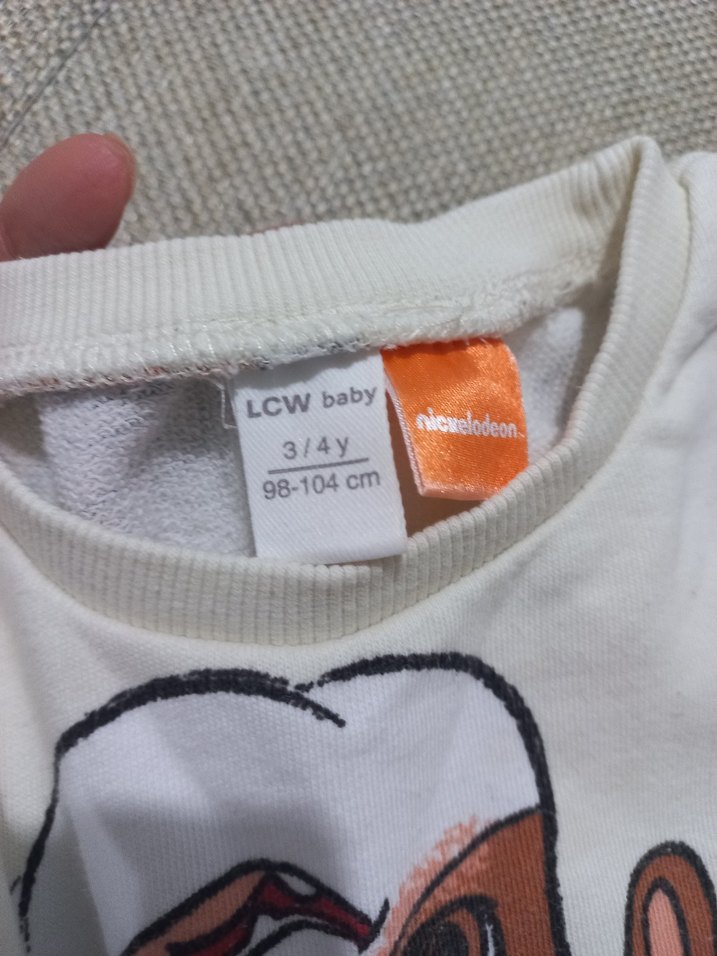 LCW baby
3/4 y
98-104 cm
nickelodeon